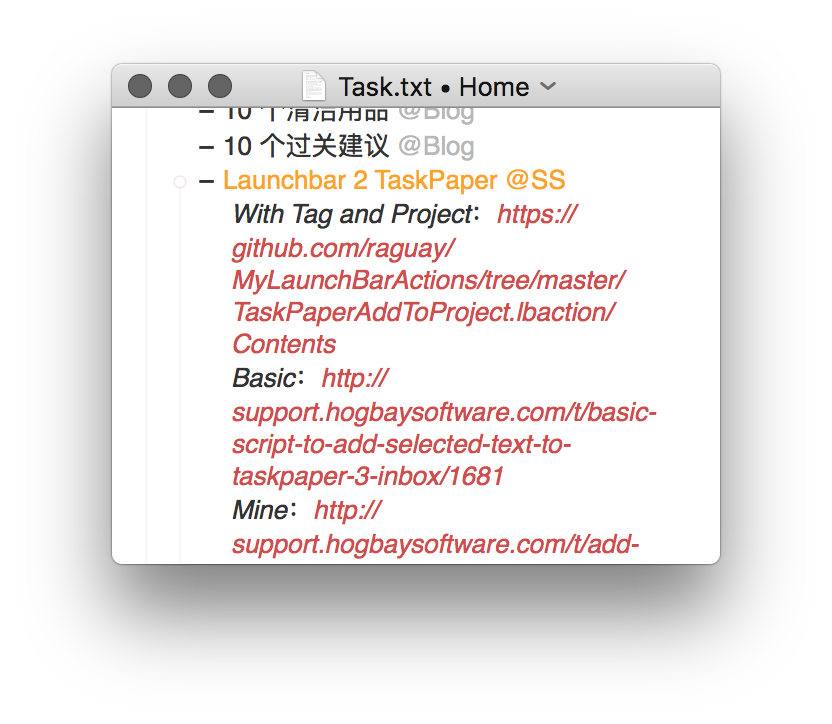 Task.txt • Home
– 10 个清洁用品 @Blog
– 10 个过关建议 @Blog
– Launchbar 2 TaskPaper @SS
With Tag and Project：https://
github.com/raguay/
MyLaunchBarActions/tree/master/
TaskPaperAddToProject.lbaction/
Contents
Basic：http://
support.hogbaysoftware.com/t/basic-
script-to-add-selected-text-to-
taskpaper-3-inbox/1681
Mine：http://
support.hogbaysoftware.com/t/add-